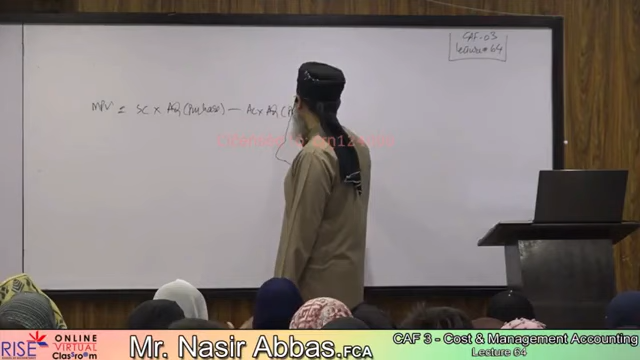 CAF-03
Lecture # 64
MPV = SC x AQ (Purchase) — AC x AQ (P
RISE
ONLINE
VIRTUAL
Classroom
Mr. Nasir Abbas.FCA
CAF 3 - Cost & Management Accounting
Lecture 64